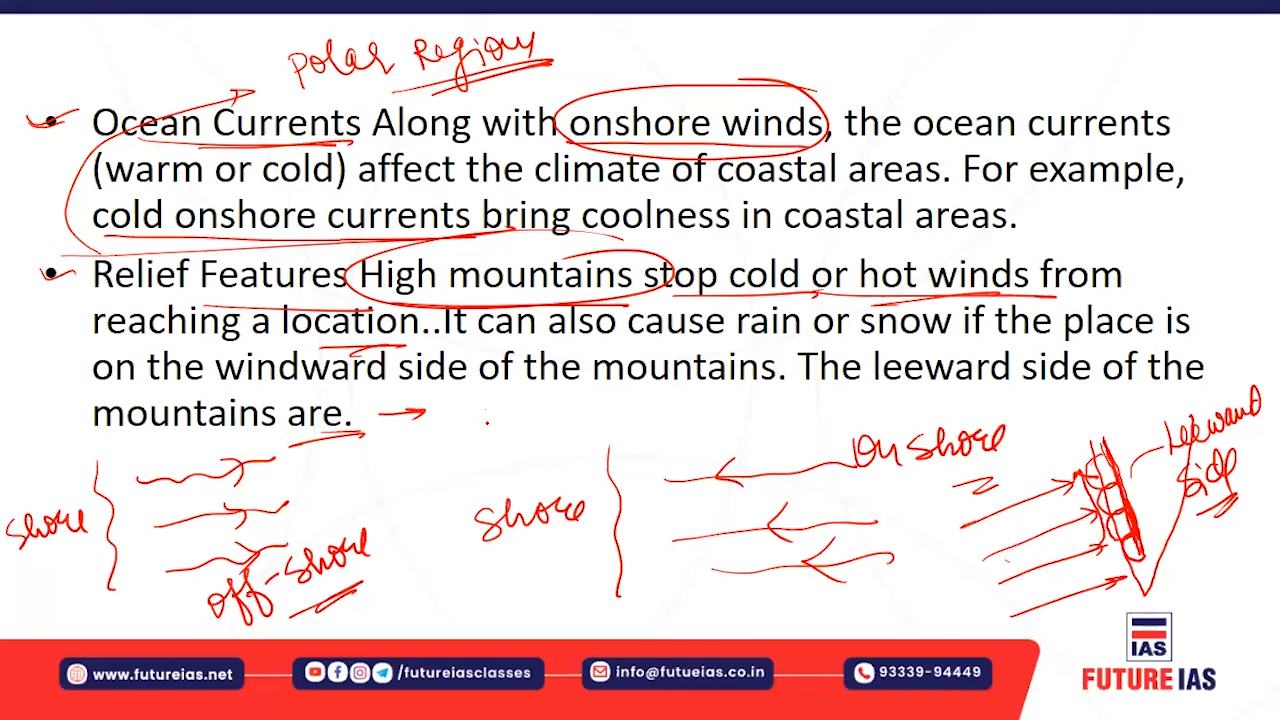 Polar Region
• Ocean Currents Along with onshore winds, the ocean currents
(warm or cold) affect the climate of coastal areas. For example,
cold onshore currents bring coolness in coastal areas.
• Relief Features High mountains stop cold or hot winds from
reaching a location..It can also cause rain or snow if the place is
on the windward side of the mountains. The leeward side of the
mountains are.
Shore
off-shore
Shore
On shore
Leeward
side
www.futureias.net
/futureiasclasses
info@futueias.co.in
93339-94449
IAS
FUTURE IAS